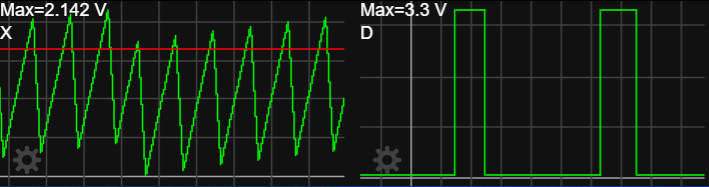 Max=2.142 V
X
Max=3.3 V
D